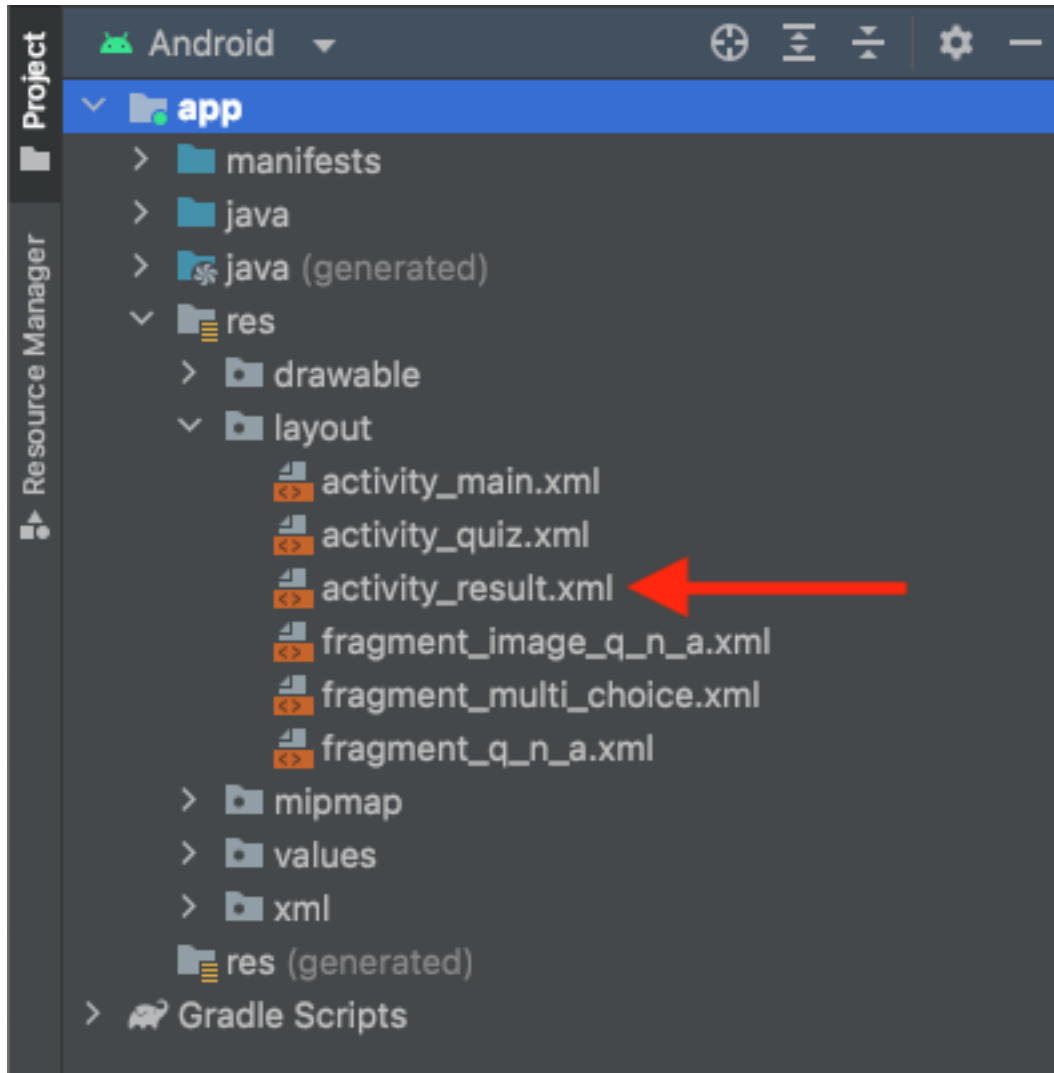 Project
Resource Manager
Android
app
manifests
java
java (generated)
res
drawable
layout
activity_main.xml
activity_quiz.xml
activity_result.xml
fragment_image_q_n_a.xml
fragment_multi_choice.xml
fragment_q_n_a.xml
mipmap
values
xml
res (generated)
Gradle Scripts